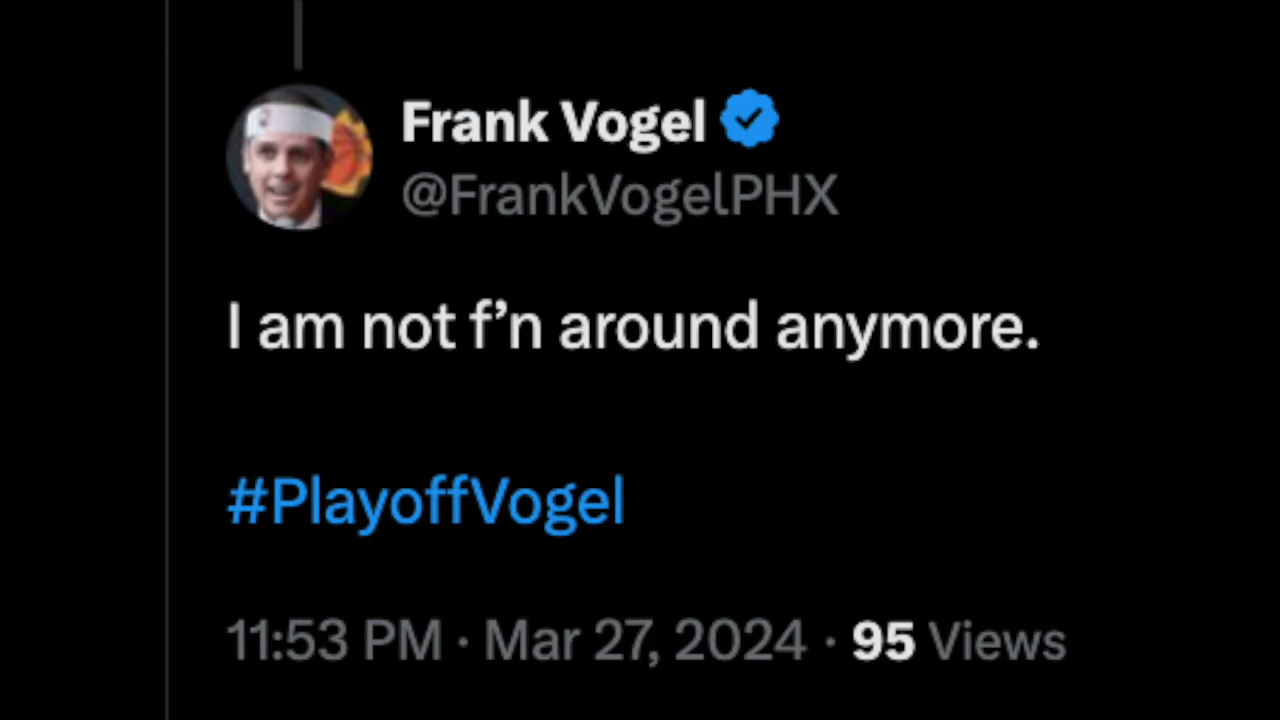 Frank Vogel
@FrankVogelPHX
I am not f’n around anymore.
#PlayoffVogel
11:53 PM · Mar 27, 2024 · 95 Views